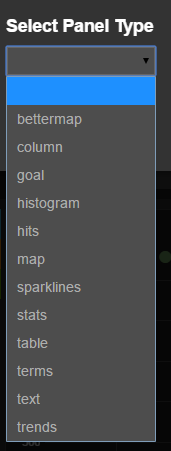 Select Panel Type
bettermap
column
goal
histogram
hits
map
sparklines
stats
table
terms
text
trends